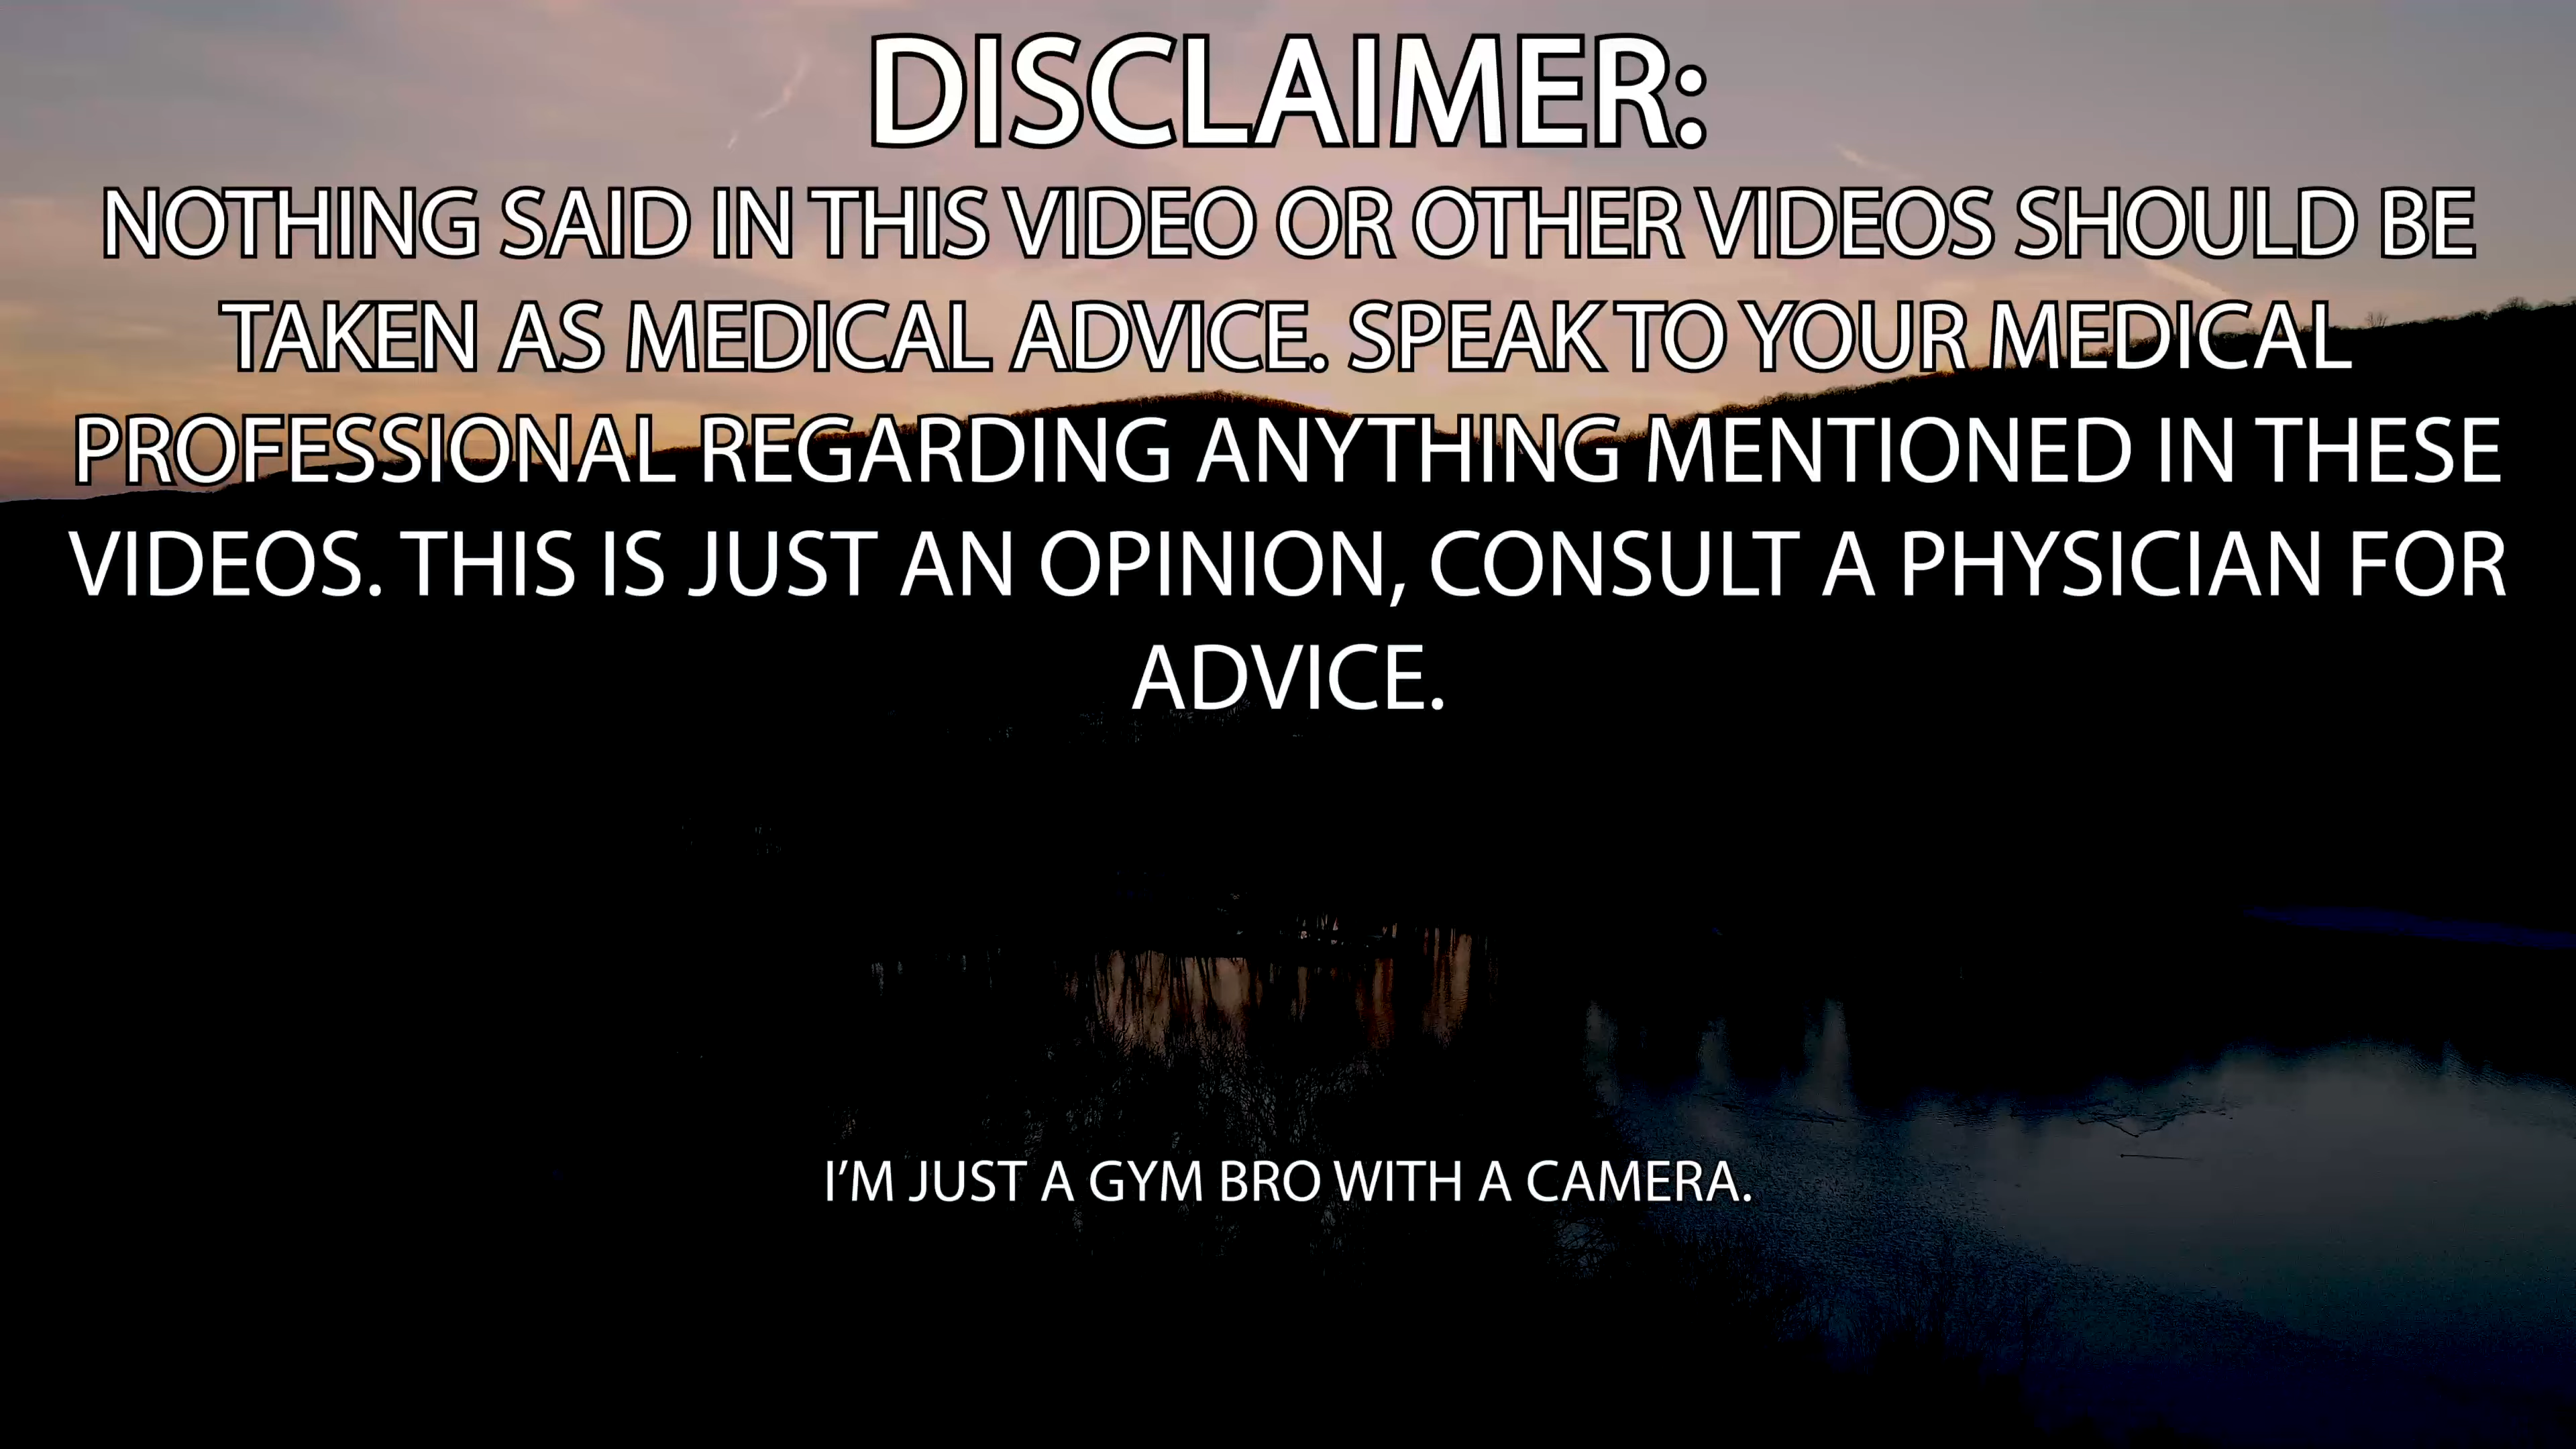 DISCLAIMER:
NOTHING SAID IN THIS VIDEO OR OTHER VIDEOS SHOULD BE
TAKEN AS MEDICAL ADVICE. SPEAK TO YOUR MEDICAL
PROFESSIONAL REGARDING ANYTHING MENTIONED IN THESE
VIDEOS. THIS IS JUST AN OPINION, CONSULT A PHYSICIAN FOR
ADVICE.
I'M JUST A GYM BRO WITH A CAMERA.